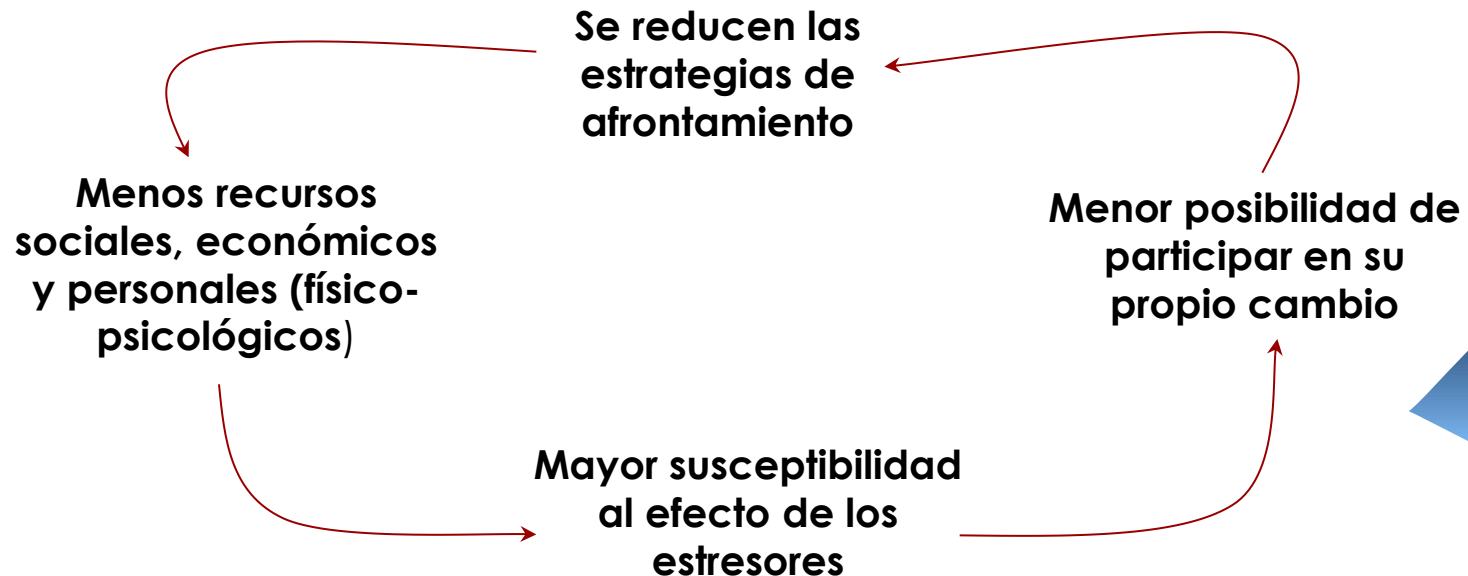 Se reducen las
estrategias de
afrontamiento
Menos recursos
sociales, económicos
y personales (físico-
psicológicos)
Menor posibilidad de
participar en su
propio cambio
Mayor susceptibilidad
al efecto de los
estresores